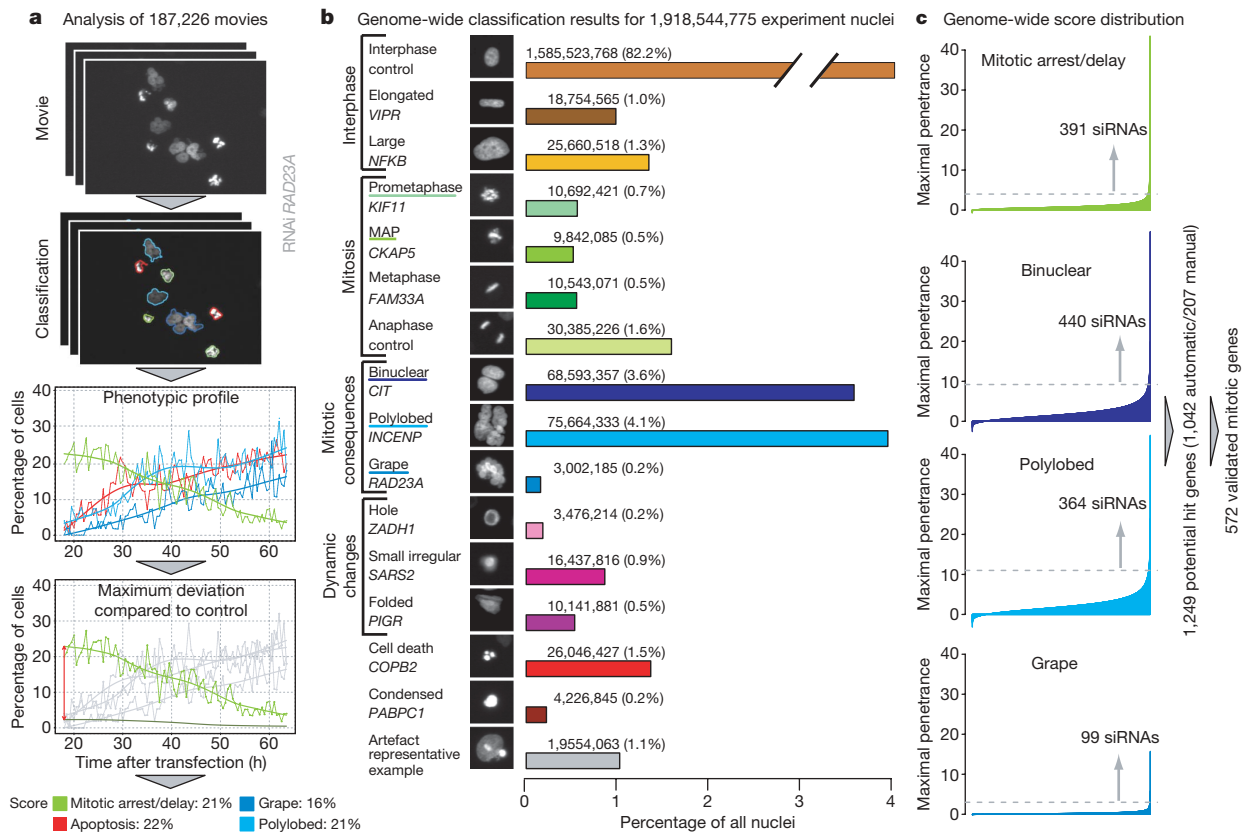 a Analysis of 187,226 movies
Movie
Classification
RNAi RAD23A
Percentage of cells
Phenotypic profile
40
30
20
10
0
20 30 40 50 60
Percentage of cells
Maximum deviation
compared to control
40
30
20
10
0
20 30 40 50 60
Time after transfection (h)
Score Mitotic arrest/delay: 21% Grape: 16%
Apoptosis: 22% Polylobed: 21%
b Genome-wide classification results for 1,918,544,775 experiment nuclei
Interphase
Interphase
control
1,585,523,768 (82.2%)
Elongated
VIPR
18,754,565 (1.0%)
Large
NFKB
25,660,518 (1.3%)
Mitosis
Prometaphase
KIF11
10,692,421 (0.7%)
MAP
CKAP5
9,842,085 (0.5%)
Metaphase
FAM33A
10,543,071 (0.5%)
Anaphase
control
30,385,226 (1.6%)
Mitotic
consequences
Binuclear
CIT
68,593,357 (3.6%)
Polylobed
INCENP
75,664,333 (4.1%)
Grape
RAD23A
3,002,185 (0.2%)
Dynamic
changes
Hole
ZADH1
3,476,214 (0.2%)
Small irregular
SARS2
16,437,816 (0.9%)
Folded
PIGR
10,141,881 (0.5%)
Cell death
COPB2
26,046,427 (1.5%)
Condensed
PABPC1
4,226,845 (0.2%)
Artefact
representative
example
1,9554,063 (1.1%)
0 1 2 3 4
Percentage of all nuclei
c Genome-wide score distribution
Maximal penetrance
40
30
20
10
0
Mitotic arrest/delay
391 siRNAs
Maximal penetrance
40
30
20
10
0
Binuclear
440 siRNAs
Maximal penetrance
40
30
20
10
0
Polylobed
364 siRNAs
Maximal penetrance
40
30
20
10
0
Grape
99 siRNAs
1,249 potential hit genes (1,042 automatic/207 manual)
572 validated mitotic genes